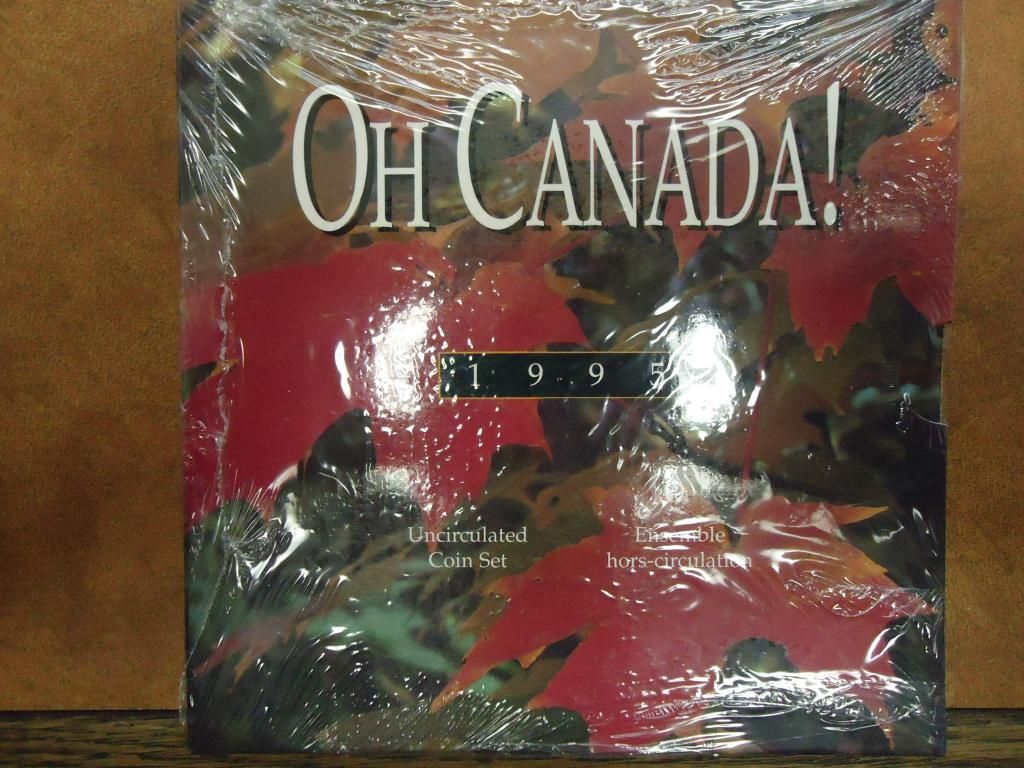 OH CANADA!
1995
Uncirculated
Coin Set
Ensemble
hors-circulation